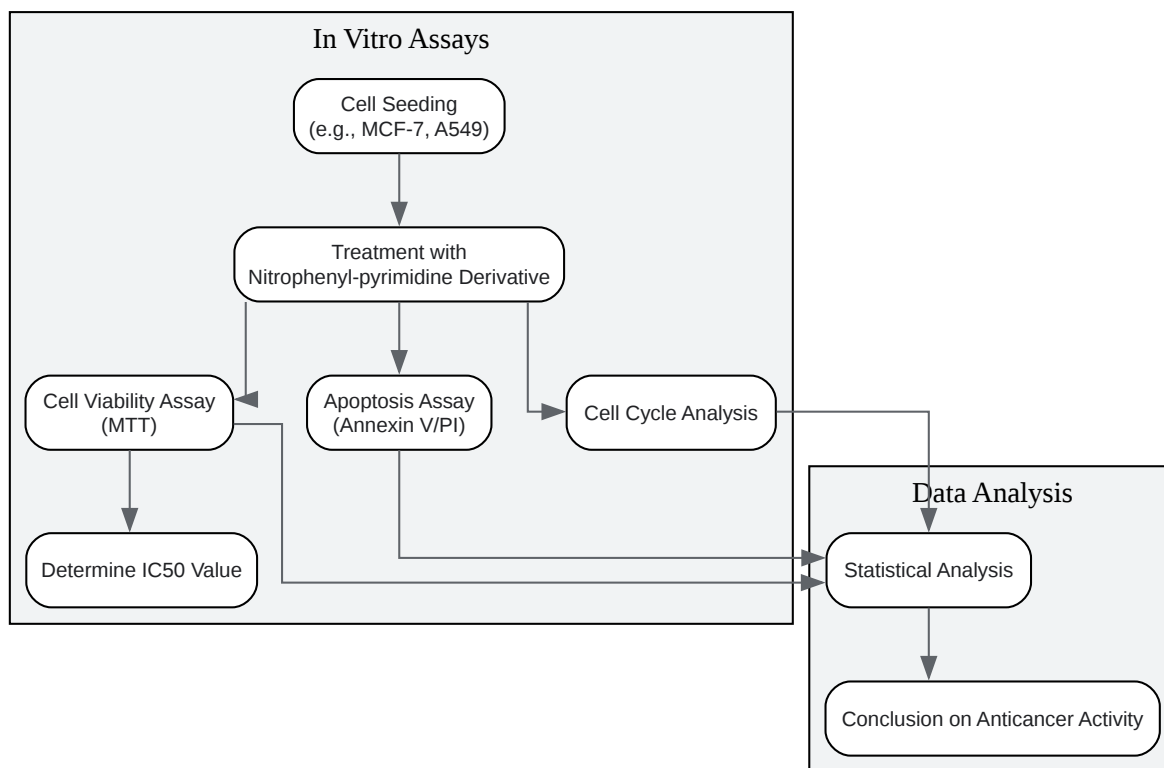 In Vitro Assays
Cell Seeding
(e.g., MCF-7, A549)
Treatment with
Nitrophenyl-pyrimidine Derivative
Cell Viability Assay
(MTT)
Apoptosis Assay
(Annexin V/PI)
Cell Cycle Analysis
Determine IC50 Value
Data Analysis
Statistical Analysis
Conclusion on Anticancer Activity